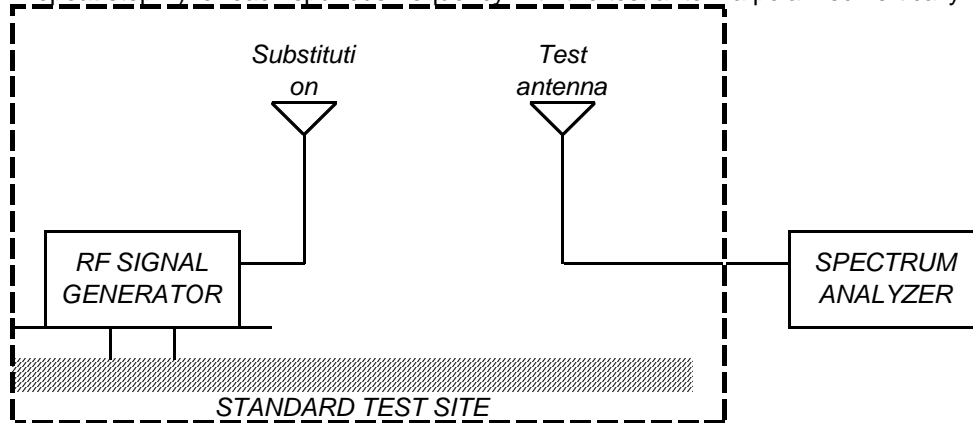 Substituti
on
Test
antenna
RF SIGNAL
GENERATOR
SPECTRUM
ANALYZER
STANDARD TEST SITE